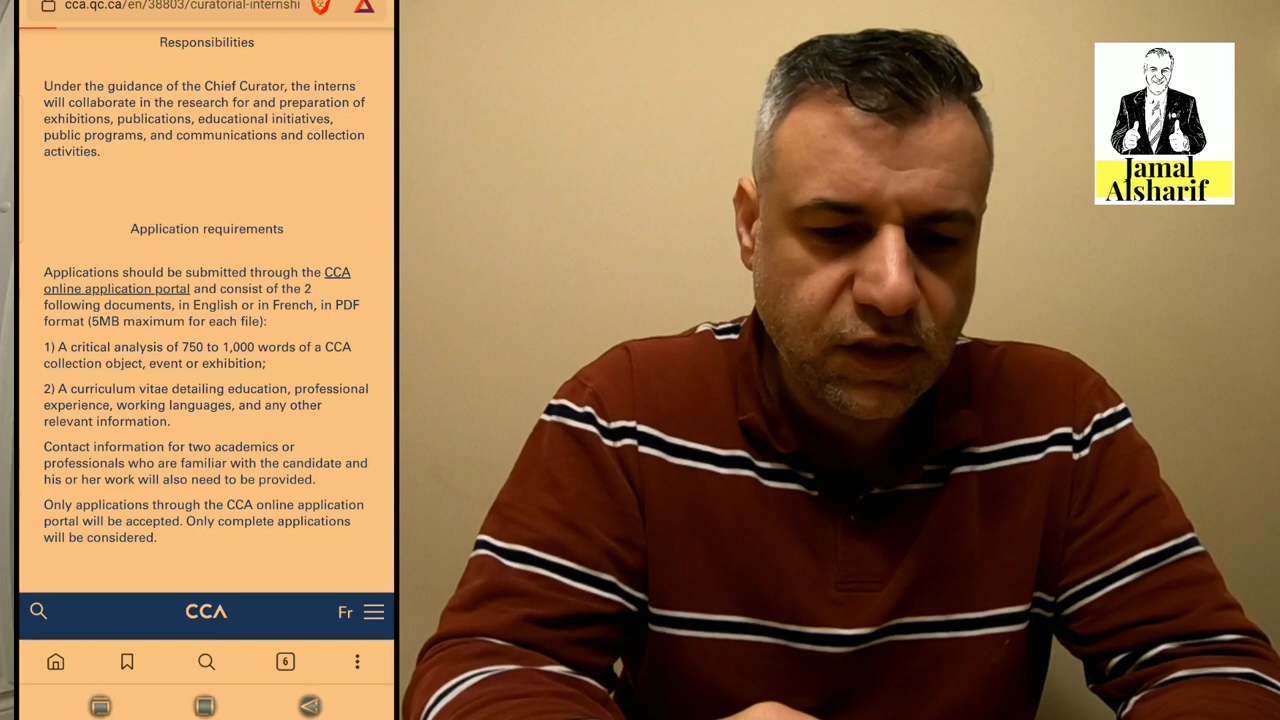 cca.qc.ca/en/38803/curatorial-internshi
Responsibilities
Under the guidance of the Chief Curator, the interns
will collaborate in the research for and preparation of
exhibitions, publications, educational initiatives,
public programs, and communications and collection
activities.
Application requirements
Applications should be submitted through the CCA
online application portal and consist of the 2
following documents, in English or in French, in PDF
format (5MB maximum for each file):
1) A critical analysis of 750 to 1,000 words of a CCA
collection object, event or exhibition;
2) A curriculum vitae detailing education, professional
experience, working languages, and any other
relevant information.
Contact information for two academics or
professionals who are familiar with the candidate and
his or her work will also need to be provided.
Only applications through the CCA online application
portal will be accepted. Only complete applications
will be considered.
CCA
Fr
6
Jamal
Alsharif